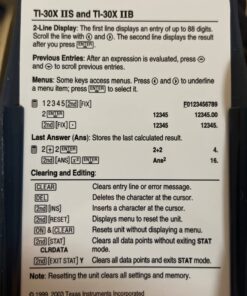 TI-30X IIS and TI-30X IIB
2-Line Display: The first line displays an entry of up to 88 digits.
Scroll the line with ◀ and ▶. The second line displays the result
after you press ENTER.
Previous Entries: After an expression is evaluated, press ▲
and ▼ to scroll previous entries.
Menus: Some keys access menus. Press ◀ and ▶ to underline
a menu item; press ENTER to select it.
1 2 3 4 5 2nd [FIX] F0123456789
2 ENTER 12345 12345.00
2nd [FIX] . 12345 12345.
Last Answer (Ans): Stores the last calculated result.
2 + 2 ENTER 2+2 4.
2nd [ANS] x² ENTER Ans² 16.
Clearing and Editing:
CLEAR Clears entry line or error message.
DEL Deletes the character at the cursor.
2nd [INS] Inserts a character at the cursor.
2nd [RESET] Displays menu to reset the unit.
ON & CLEAR Resets unit without displaying a menu.
2nd [STAT] Clears all data points without exiting STAT
CLRDATA mode.
2nd [EXIT STAT] Y Clears all data points and exits STAT mode.
Note: Resetting the unit clears all settings and memory.
© 1999, 2003 Texas Instruments Incorporated